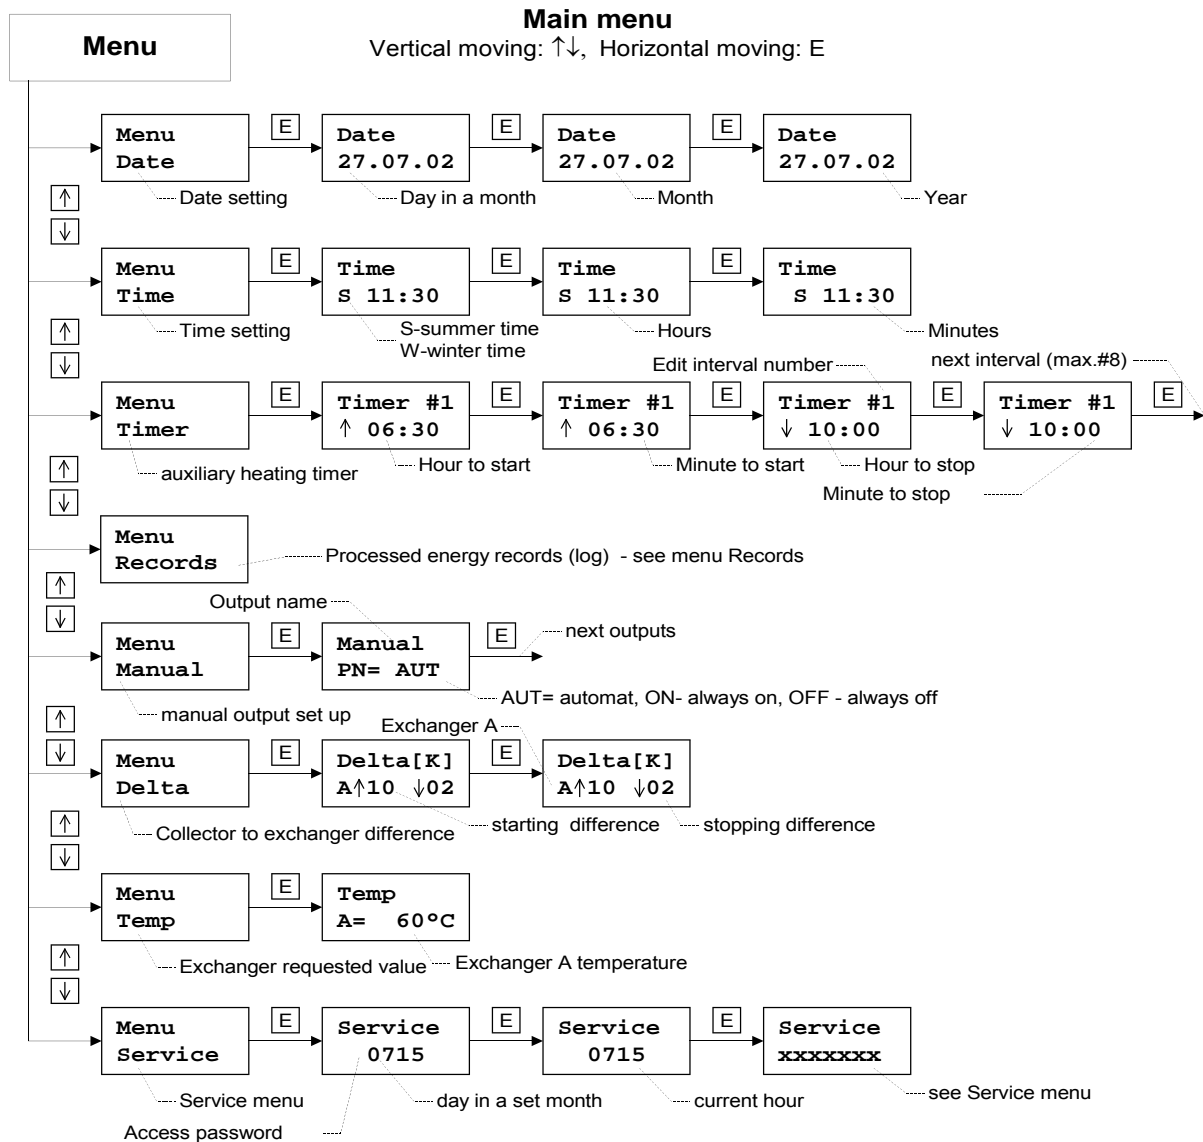 Main menu
Menu
Vertical moving: ↑↓, Horizontal moving: E
Menu E Date E Date E Date
Date 27.07.02 27.07.02 27.07.02
Date setting Day in a month Month Year
↑
↓
Menu E Time E Time E Time
Time S 11:30 S 11:30 S 11:30
Time setting S-summer time Hours Minutes
W-winter time
↑
↓
Edit interval number next interval (max.#8)
Menu E Timer #1 E Timer #1 E Timer #1 E Timer #1 E
Timer ↑ 06:30 ↑ 06:30 ↓ 10:00 ↓ 10:00
auxiliary heating timer Hour to start Minute to start Hour to stop
Minute to stop
↑
↓
Menu
Records
Processed energy records (log) - see menu Records
↑
↓
Output name
Menu E Manual E next outputs
Manual PN= AUT
manual output set up AUT= automat, ON- always on, OFF - always off
↑
↓
Exchanger A
Menu E Delta[K] E Delta[K]
Delta A↑10 ↓02 A↑10 ↓02
Collector to exchanger difference starting difference stopping difference
↑
↓
Menu E Temp
Temp A= 60°C
Exchanger requested value Exchanger A temperature
↑
↓
Menu E Service E Service E Service
Service 0715 0715 xxxxxxx
Service menu day in a set month current hour see Service menu
Access password